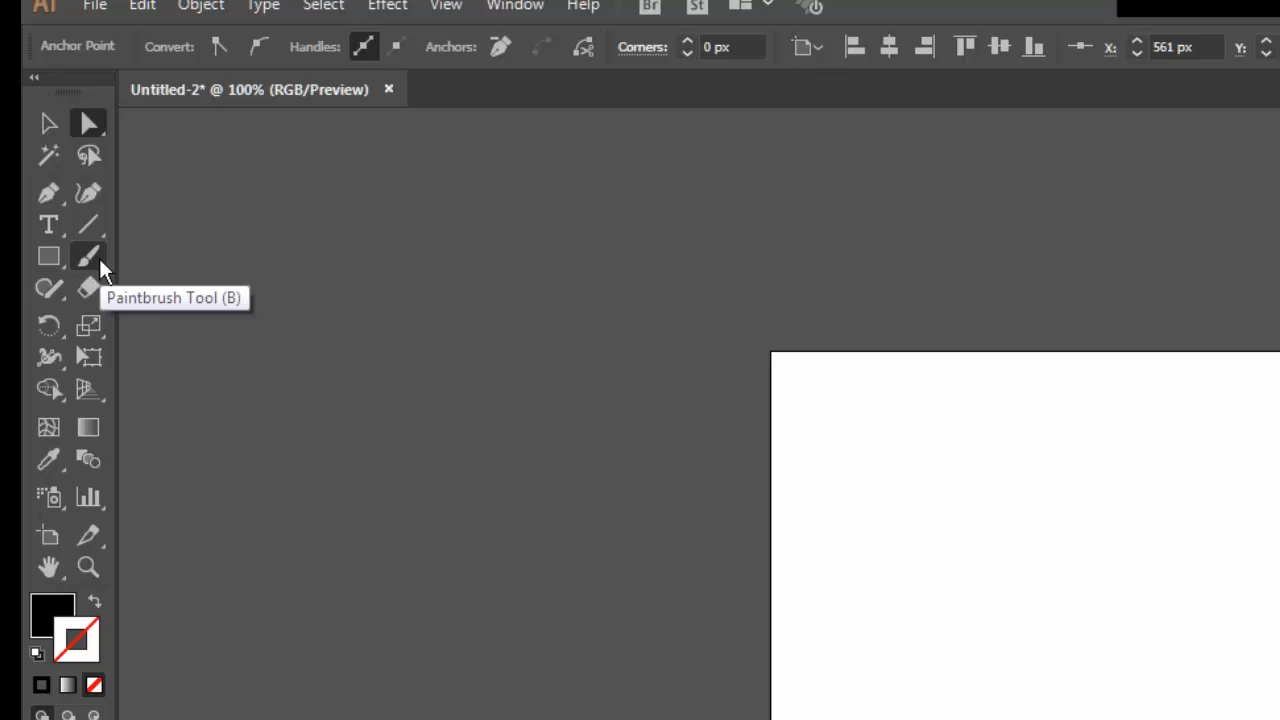 Ai File Edit Object Type Select Effect View Window Help Br St
Anchor Point Convert: Handles: Anchors: Corners: 0 px X: 561 px Y:
Untitled-2* @ 100% (RGB/Preview) ×
Paintbrush Tool (B)